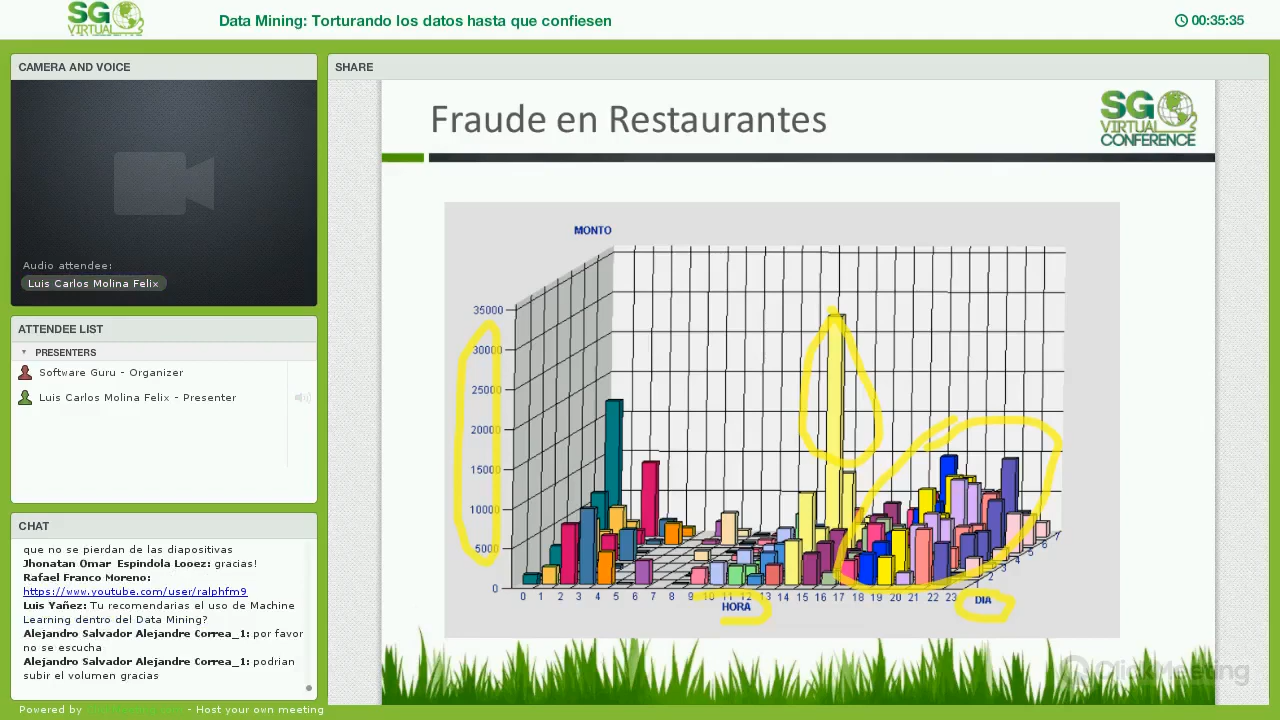 SG
VIRTUAL
Data Mining: Torturando los datos hasta que confiesen
00:35:35
CAMERA AND VOICE
Audio attendee:
Luis Carlos Molina Felix
ATTENDEE LIST
PRESENTERS
Software Guru - Organizer
Luis Carlos Molina Felix - Presenter
CHAT
que no se pierdan de las diapositivas
Jhonatan Omar Espindola Looez: gracias!
Rafael Franco Moreno:
https://www.youtube.com/user/ralphfm9
Luis Yañez: Tu recomendarias el uso de Machine
Learning dentro del Data Mining?
Alejandro Salvador Alejandre Correa_1: por favor
no se escucha
Alejandro Salvador Alejandre Correa_1: podrian
subir el volumen gracias
Powered by - Host your own meeting
SHARE
Fraude en Restaurantes
SG
VIRTUAL
CONFERENCE
MONTO
35000
30000
25000
20000
15000
10000
5000
0
0 1 2 3 4 5 6 7 8 9 10 11 12 13 14 15 16 17 18 19 20 21 22 23
HORA
1 2 3 4 5 6 7
DIA
ClickMeeting